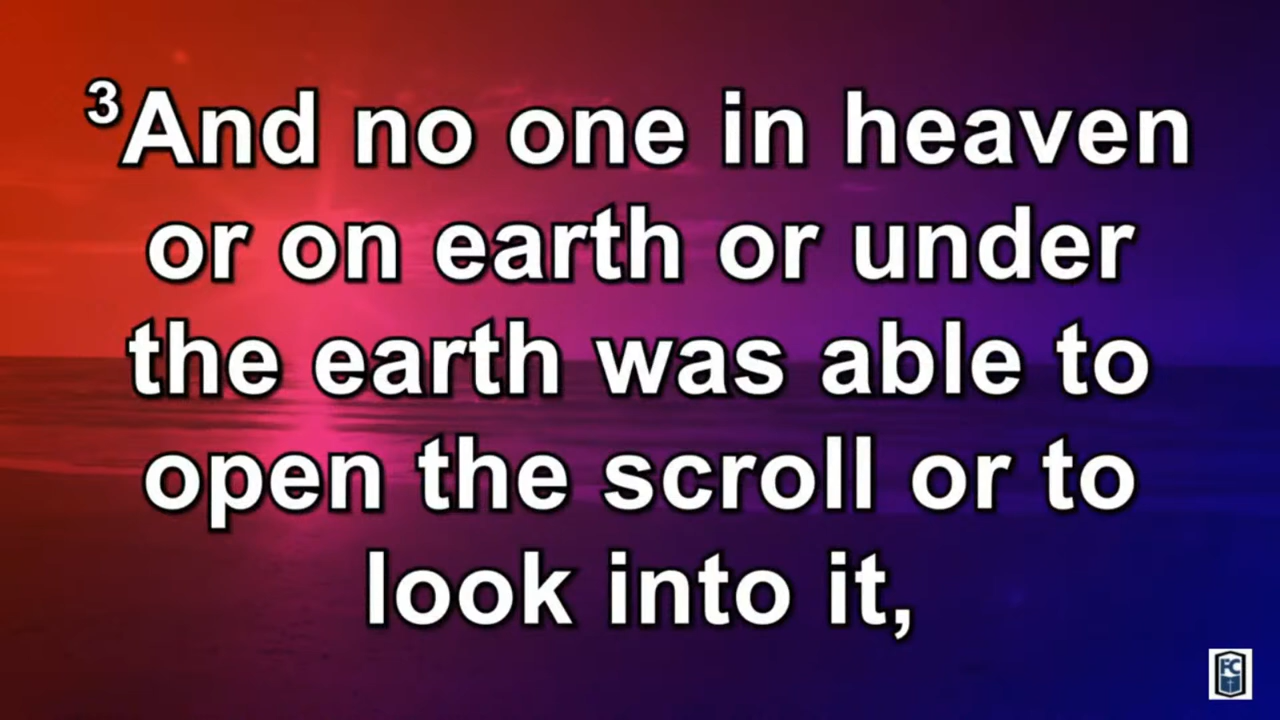 ³And no one in heaven
or on earth or under
the earth was able to
open the scroll or to
look into it,
FC